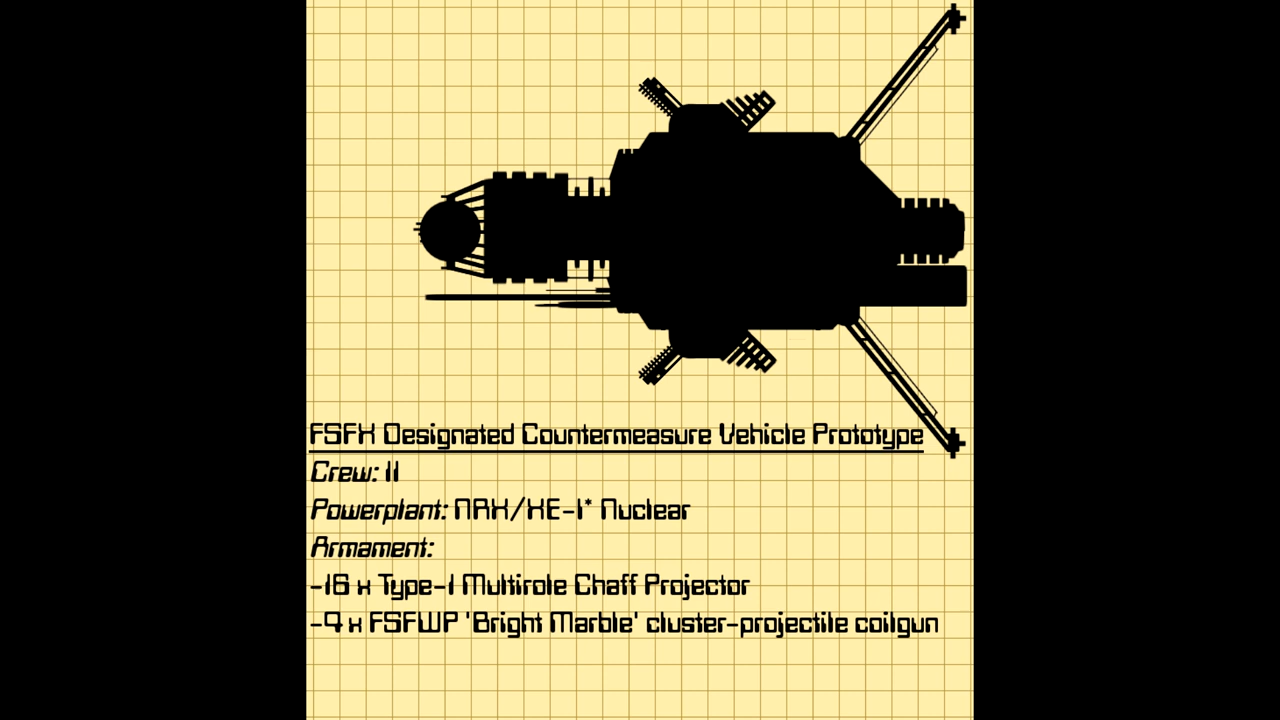 FSFX Designated Countermeasure Vehicle Prototype
Crew: 11
Powerplant: NRX/XE-1* Nuclear
Armament:
-16 x Type-1 Multirole Chaff Projector
-4 x FSFWP 'Bright Marble' cluster-projectile coilgun